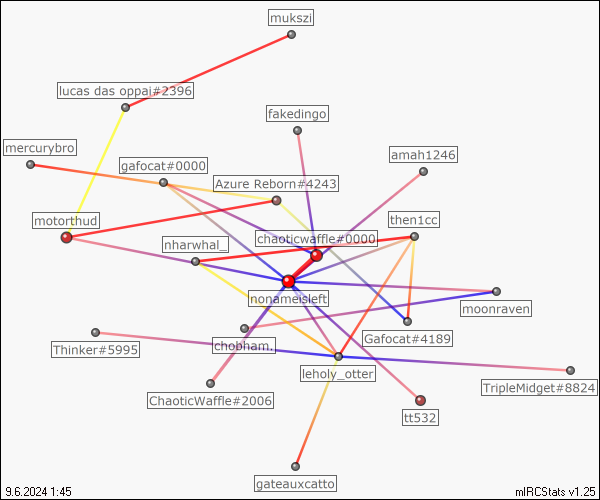 mukszi
lucas das oppai#2396
fakedingo
mercurybro
gafocat#0000
amah1246
Azure Reborn#4243
motorthud
then1cc
chaoticwaffle#0000
nharwhal_
nonameisleft
moonraven
Thinker#5995
chobham.
Gafocat#4189
leholy_otter
ChaoticWaffle#2006
TripleMidget#8824
tt532
gateauxcatto
9.6.2024 1:45
mIRCStats v1.25